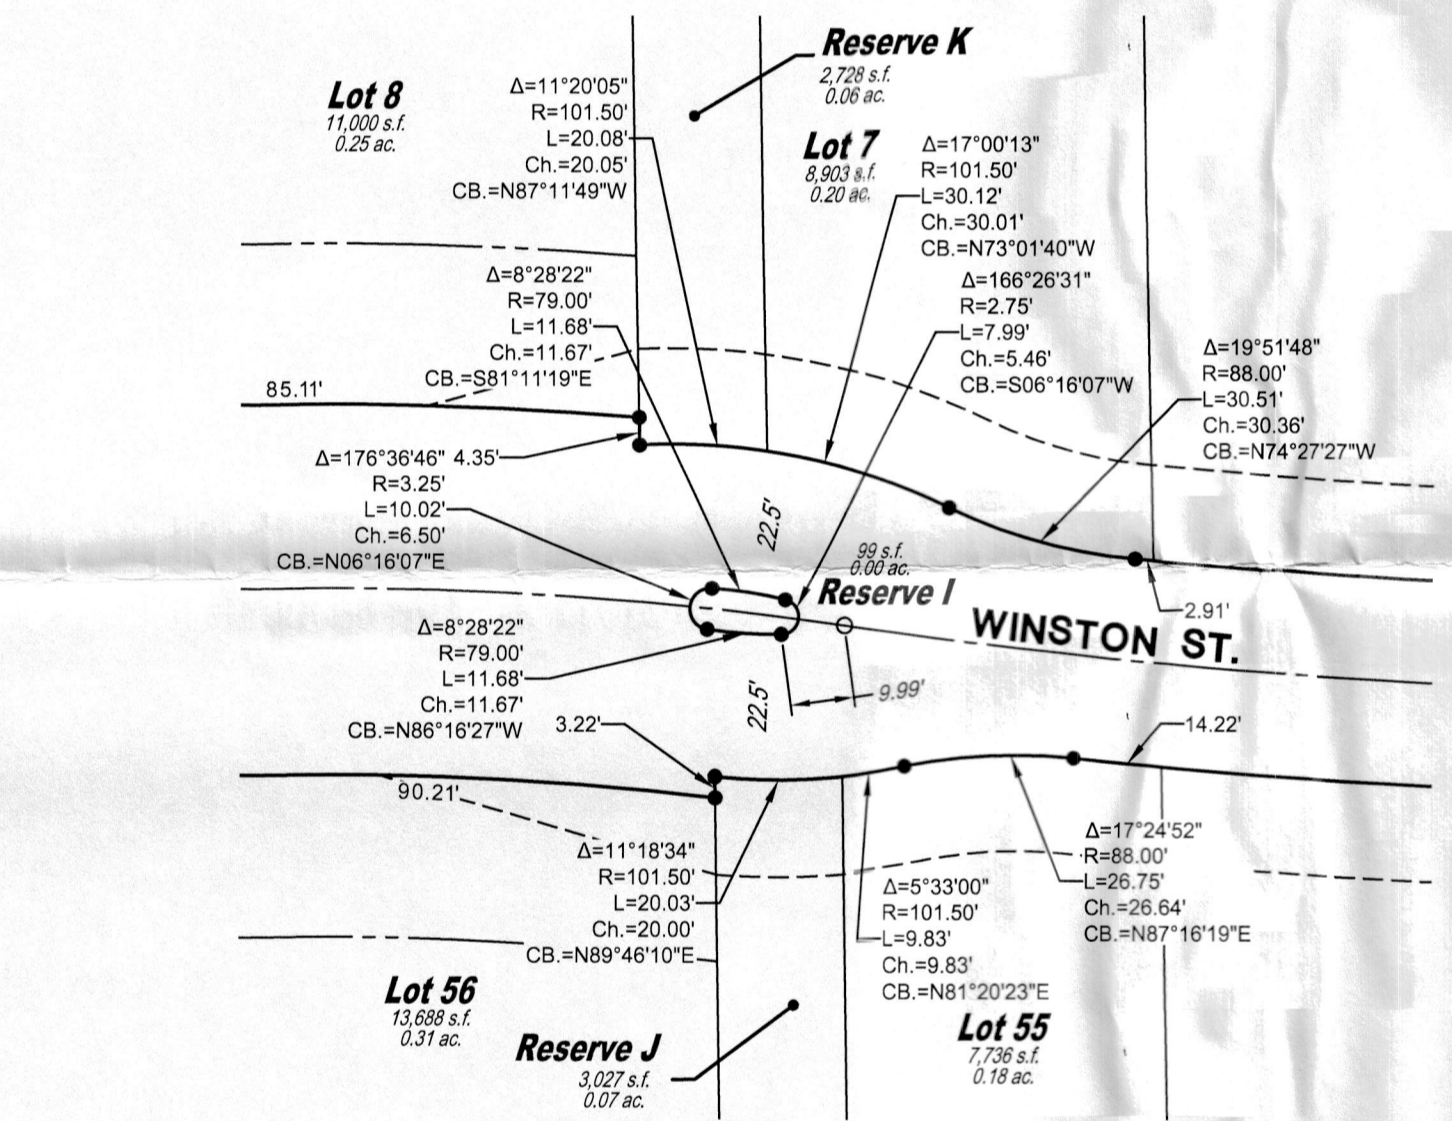 Reserve K
2,728 s.f.
0.06 ac.
Lot 8
11,000 s.f.
0.25 ac.
Δ=11°20'05"
R=101.50'
L=20.08'
Ch.=20.05'
CB.=N87°11'49"W
Lot 7
8,903 s.f.
0.20 ac.
Δ=17°00'13"
R=101.50'
L=30.12'
Ch.=30.01'
CB.=N73°01'40"W
Δ=8°28'22"
R=79.00'
L=11.68'
Ch.=11.67'
CB.=S81°11'19"E
Δ=166°26'31"
R=2.75'
L=7.99'
Ch.=5.46'
CB.=S06°16'07"W
Δ=19°51'48"
R=88.00'
L=30.51'
Ch.=30.36'
CB.=N74°27'27"W
85.11'
4.35'
Δ=176°36'46"
R=3.25'
L=10.02'
Ch.=6.50'
CB.=N06°16'07"E
22.5'
99 s.f.
0.00 ac.
Reserve I
2.91'
WINSTON ST.
Δ=8°28'22"
R=79.00'
L=11.68'
Ch.=11.67'
CB.=N86°16'27"W
22.5'
9.99'
3.22'
14.22'
90.21'
Δ=11°18'34"
R=101.50'
L=20.03'
Ch.=20.00'
CB.=N89°46'10"E
Δ=5°33'00"
R=101.50'
L=9.83'
Ch.=9.83'
CB.=N81°20'23"E
Δ=17°24'52"
R=88.00'
L=26.75'
Ch.=26.64'
CB.=N87°16'19"E
Lot 56
13,688 s.f.
0.31 ac.
Reserve J
3,027 s.f.
0.07 ac.
Lot 55
7,736 s.f.
0.18 ac.